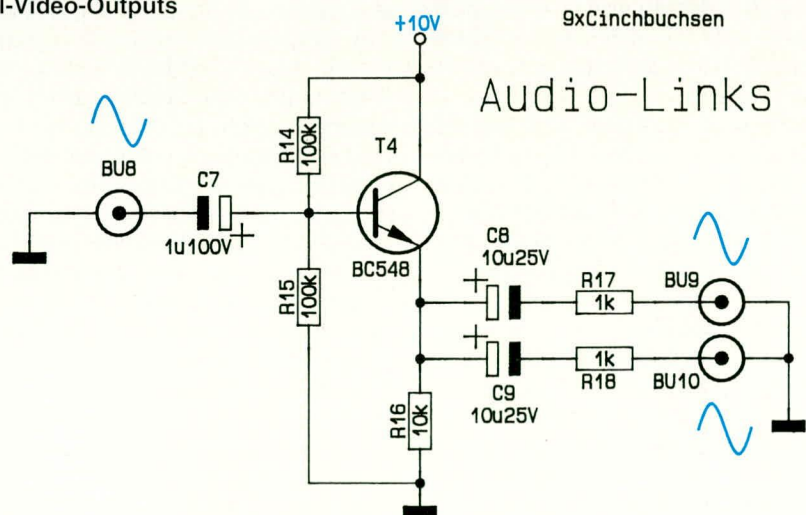 l-Video-Outputs
+10V
9xCinchbuchsen
Audio-Links
R14
100k
T4
BU8
C7
1u100V
+
BC548
R15
100k
C8
10u25V
+
R17
1k
BU9
+
1k
R18
BU10
C9
10u25V
R16
10k